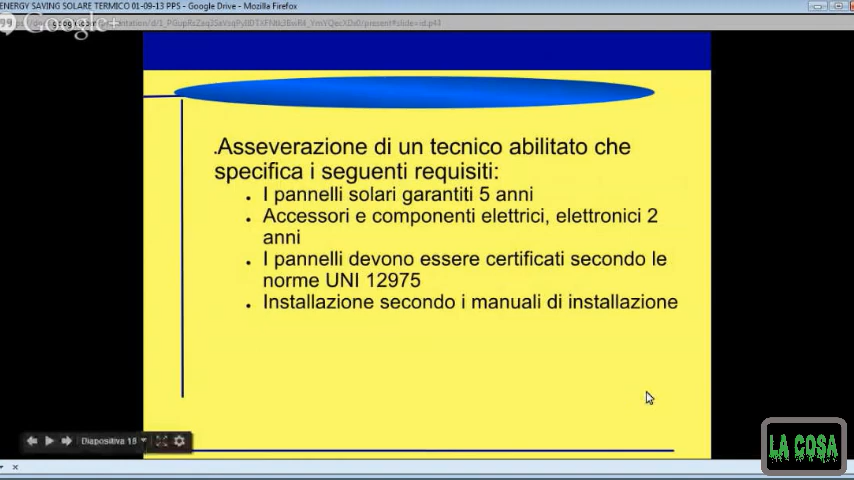 ENERGY SAVING SOLARE TERMICO 01-09-13 PPS - Google Drive - Mozilla Firefox
Google+
.Asseverazione di un tecnico abilitato che
specifica i seguenti requisiti:
• I pannelli solari garantiti 5 anni
• Accessori e componenti elettrici, elettronici 2
anni
• I pannelli devono essere certificati secondo le
norme UNI 12975
• Installazione secondo i manuali di installazione
Diapositiva 18
LA COSA